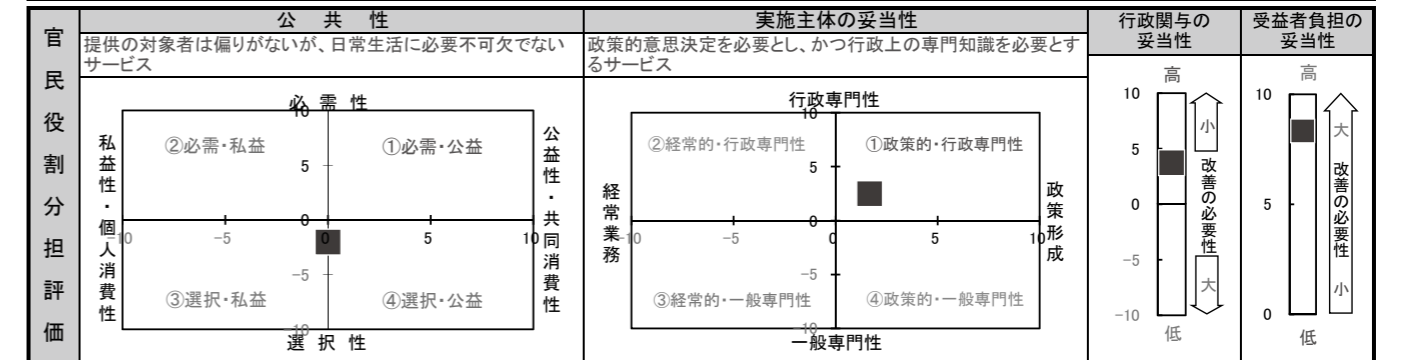 官民役割分担評価
公 共 性
提供の対象者は偏りがないが、日常生活に必要不可欠でない
サービス
必 需 性
私益性・個人消費性
公益性・共同消費性
②必需・私益
①必需・公益
10
5
0
-10
-5
0
5
10
-5
③選択・私益
④選択・公益
-10
選 択 性
実施主体の妥当性
政策的意思決定を必要とし、かつ行政上の専門知識を必要とす
るサービス
行政専門性
経常業務
政策形成
②経常的・行政専門性
①政策的・行政専門性
10
5
0
-10
-5
0
5
10
-5
③経常的・一般専門性
④政策的・一般専門性
-10
一般専門性
行政関与の
妥当性
高
10
5
0
-5
-10
小
改善の必要性
大
低
受益者負担の
妥当性
高
10
5
0
大
改善の必要性
小
低